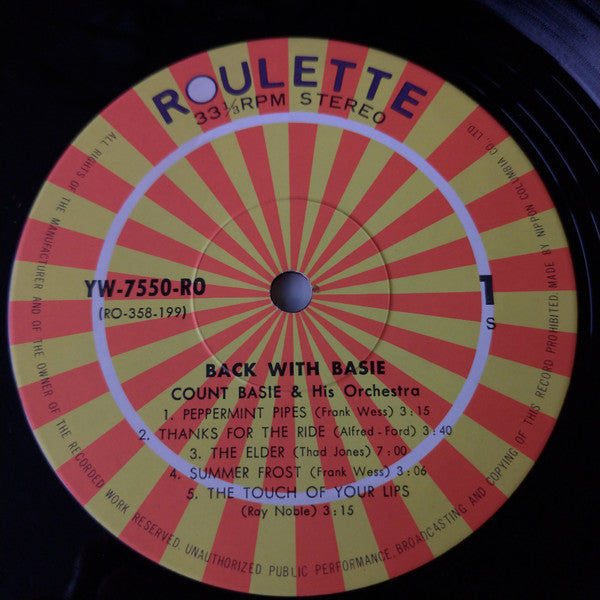 ROULETTE
33⅓RPM STEREO
YW-7550-RO
(RO-358-199)
1
S
BACK WITH BASIE
COUNT BASIE & His Orchestra
1. PEPPERMINT PIPES (Frank Wess) 3:15
2. THANKS FOR THE RIDE (Alfred-Ford) 3:40
3. THE ELDER (Thad Jones) 7:00
4. SUMMER FROST (Frank Wess) 3:06
5. THE TOUCH OF YOUR LIPS
(Ray Noble) 3:15
ALL RIGHTS OF THE MANUFACTURER AND OF THE OWNER OF THE RECORDED WORK RESERVED. UNAUTHORIZED PUBLIC PERFORMANCE. BROADCASTING AND COPYING OF THIS RECORD PROHIBITED. MADE BY NIPPON COLUMBIA CO., LTD